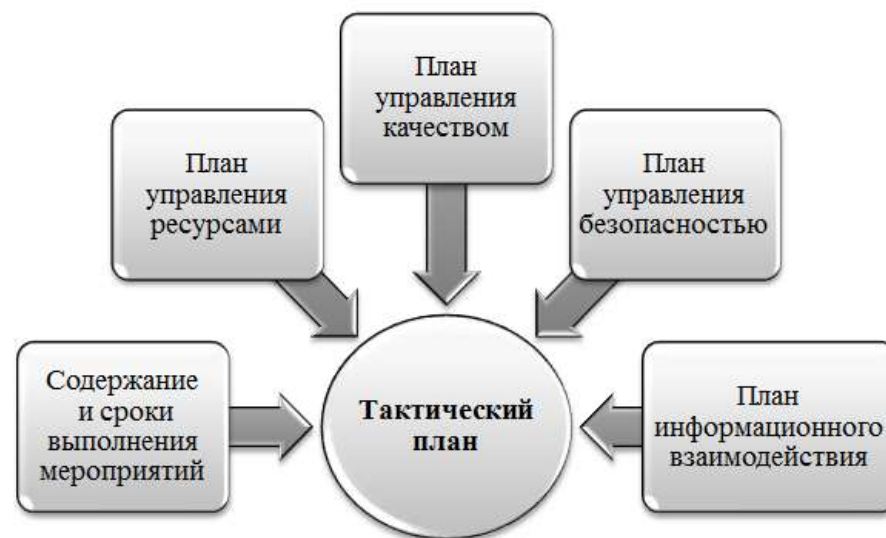 План
управления
качеством
План
управления
ресурсами
План
управления
безопасностью
Содержание
и сроки
выполнения
мероприятий
Тактический
план
План
информационного
взаимодействия